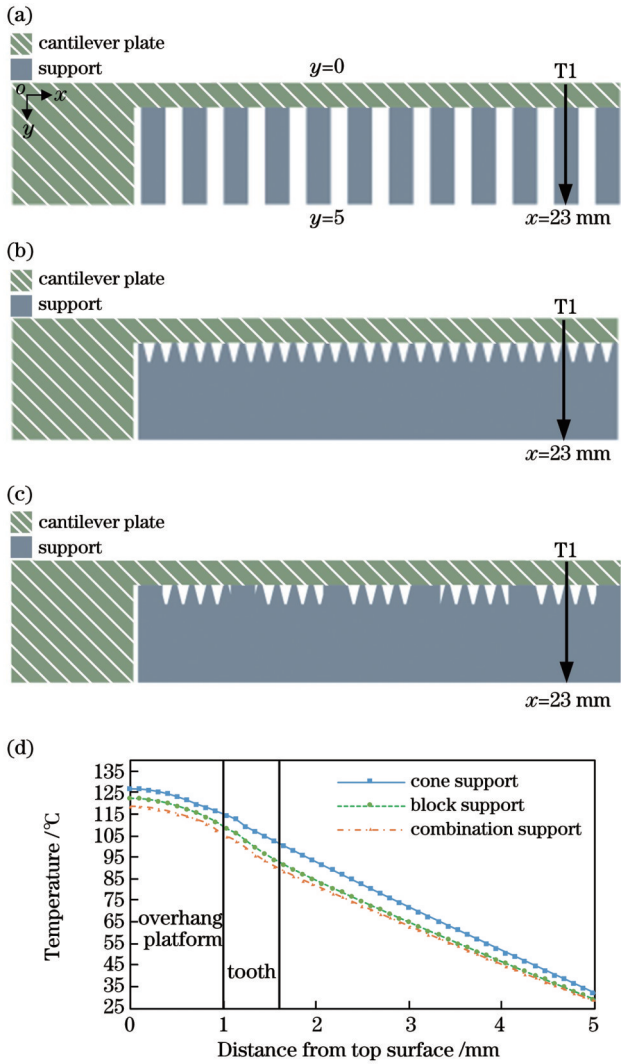 (a)
cantilever plate
support
y=0
T1
o
x
y
y=5
x=23 mm
(b)
cantilever plate
support
T1
x=23 mm
(c)
cantilever plate
support
T1
x=23 mm
(d)
135
125
115
105
95
85
75
65
55
45
35
25
Temperature /℃
cone support
block support
combination support
overhang
platform
tooth
0
1
2
3
4
5
Distance from top surface /mm